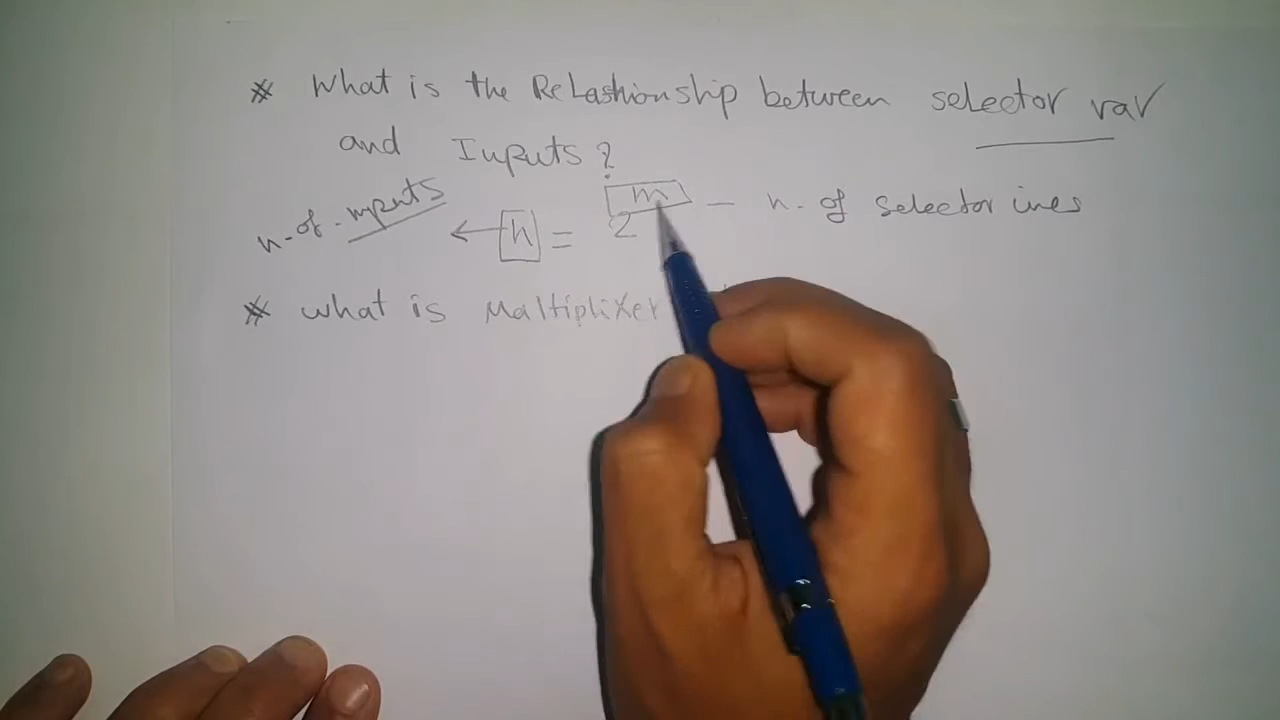 * What is the Relashionship between selector var
and Inputs?
n.of.inputs ← n = 2^m – n. of selector ines
* what is Maltiplixer